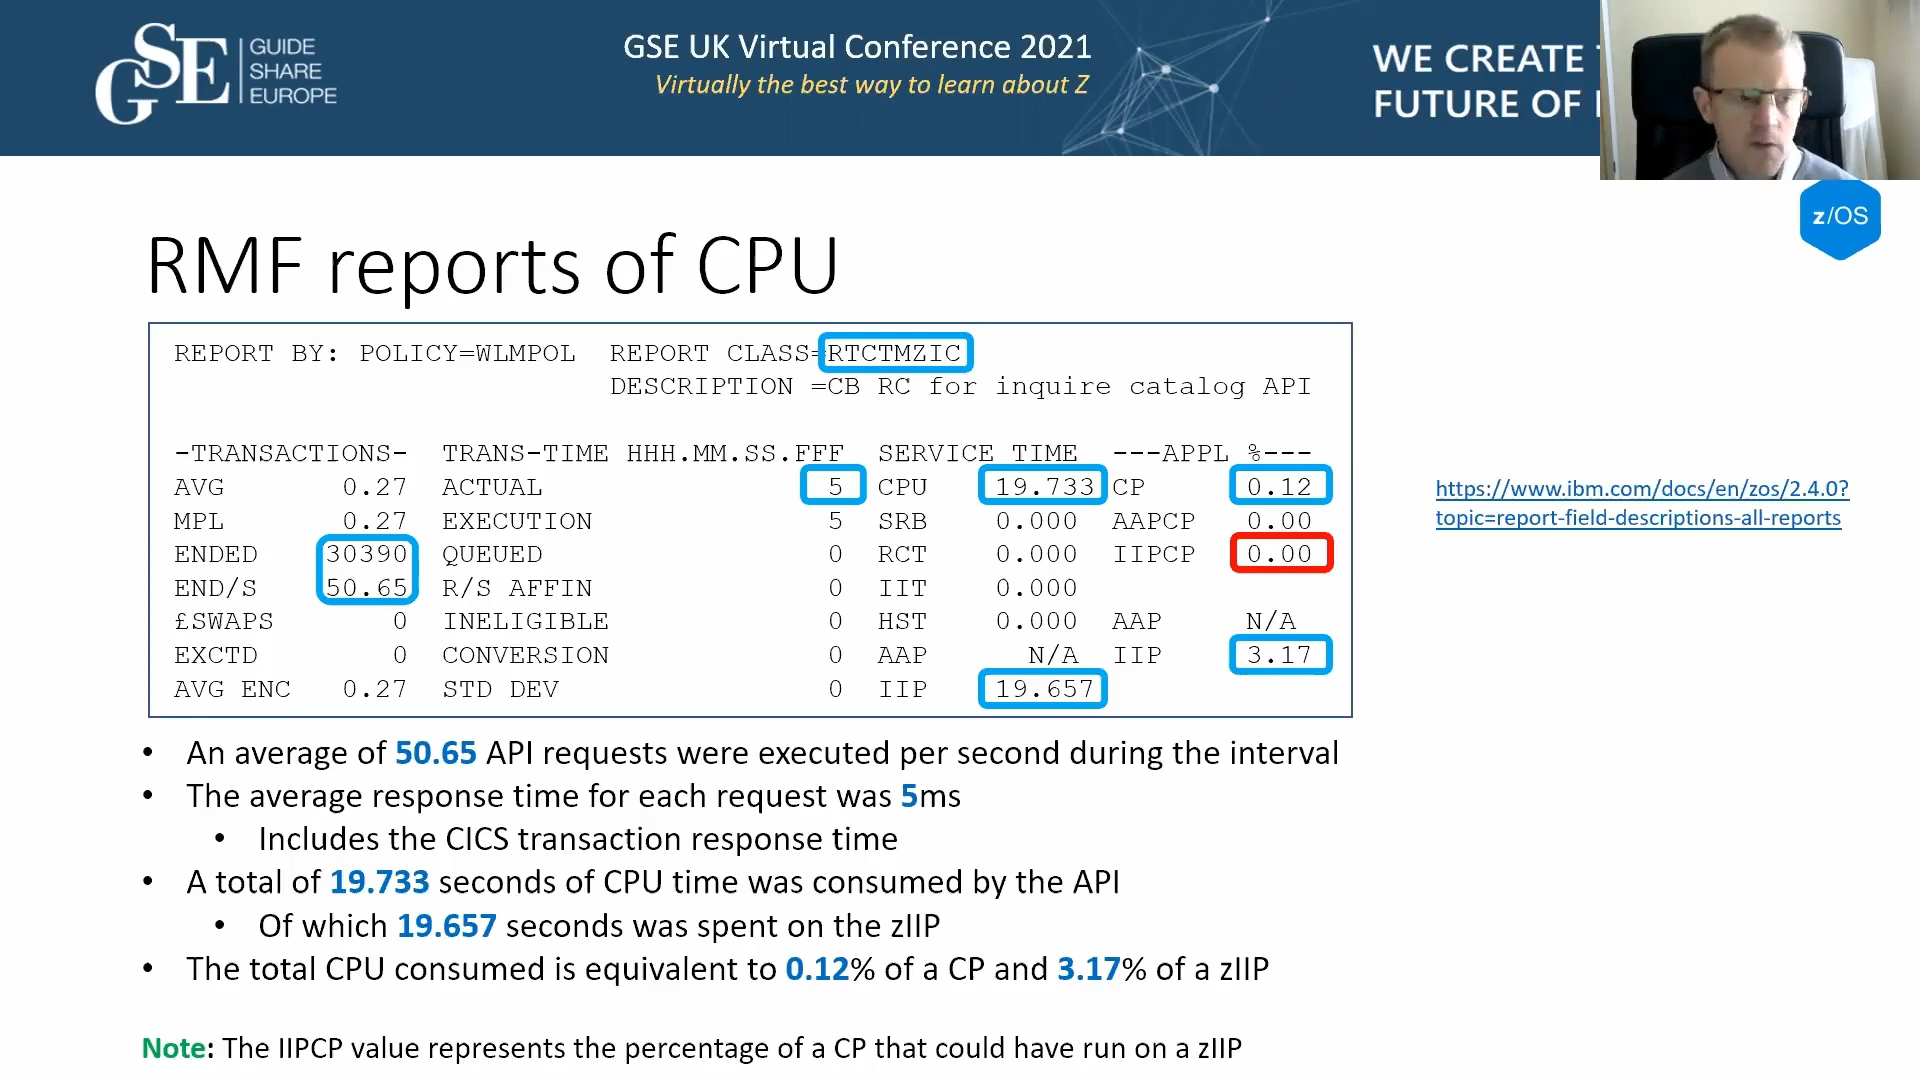 GSE GUIDE SHARE EUROPE
GSE UK Virtual Conference 2021
Virtually the best way to learn about Z
WE CREATE
FUTURE OF
z/OS
RMF reports of CPU
REPORT BY: POLICY=WLMPOL REPORT CLASS=RTCTMZIC
DESCRIPTION =CB RC for inquire catalog API
-TRANSACTIONS- TRANS-TIME HHH.MM.SS.FFF SERVICE TIME ---APPL %---
AVG 0.27 ACTUAL 5 CPU 19.733 CP 0.12
MPL 0.27 EXECUTION 5 SRB 0.000 AAPCP 0.00
ENDED 30390 QUEUED 0 RCT 0.000 IIPCP 0.00
END/S 50.65 R/S AFFIN 0 IIT 0.000
£SWAPS 0 INELIGIBLE 0 HST 0.000 AAP N/A
EXCTD 0 CONVERSION 0 AAP N/A IIP 3.17
AVG ENC 0.27 STD DEV 0 IIP 19.657
https://www.ibm.com/docs/en/zos/2.4.0?
topic=report-field-descriptions-all-reports
• An average of 50.65 API requests were executed per second during the interval
• The average response time for each request was 5ms
• Includes the CICS transaction response time
• A total of 19.733 seconds of CPU time was consumed by the API
• Of which 19.657 seconds was spent on the zIIP
• The total CPU consumed is equivalent to 0.12% of a CP and 3.17% of a zIIP
Note: The IIPCP value represents the percentage of a CP that could have run on a zIIP